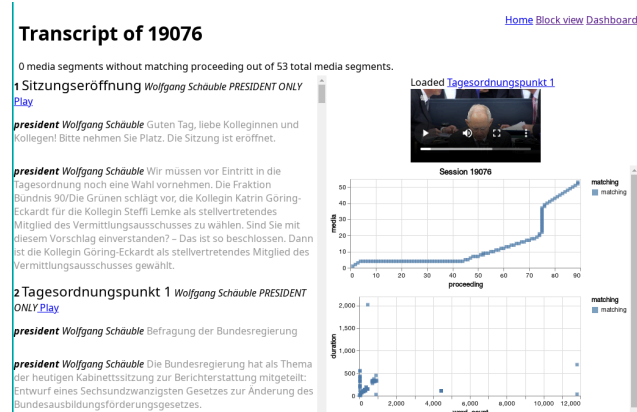 Home Block view Dashboard
Transcript of 19076
0 media segments without matching proceeding out of 53 total media segments.
1 Sitzungseröffnung Wolfgang Schäuble PRESIDENT ONLY
Play
president Wolfgang Schäuble Guten Tag, liebe Kolleginnen und
Kollegen! Bitte nehmen Sie Platz. Die Sitzung ist eröffnet.
president Wolfgang Schäuble Wir müssen vor Eintritt in die
Tagesordnung noch eine Wahl vornehmen. Die Fraktion
Bündnis 90/Die Grünen schlägt vor, die Kollegin Katrin Göring-
Eckardt für die Kollegin Steffi Lemke als stellvertretendes
Mitglied des Vermittlungsausschusses zu wählen. Sind Sie mit
diesem Vorschlag einverstanden? – Das ist so beschlossen. Dann
ist die Kollegin Göring-Eckardt als stellvertretendes Mitglied des
Vermittlungsausschusses gewählt.
2 Tagesordnungspunkt 1 Wolfgang Schäuble PRESIDENT
ONLY Play
president Wolfgang Schäuble Befragung der Bundesregierung
president Wolfgang Schäuble Die Bundesregierung hat als Thema
der heutigen Kabinettssitzung zur Berichterstattung mitgeteilt:
Entwurf eines Sechsundzwanzigsten Gesetzes zur Änderung des
Bundesausbildungsförderungsgesetzes.
Loaded Tagesordnungspunkt 1
Session 19076
matching
matching
50
40
30
20
10
0
media
0 10 20 30 40 50 60 70 80 90
proceeding
matching
matching
2,000
1,500
1,000
500
0
duration
0 2,000 4,000 6,000 8,000 10,000 12,000
word_count